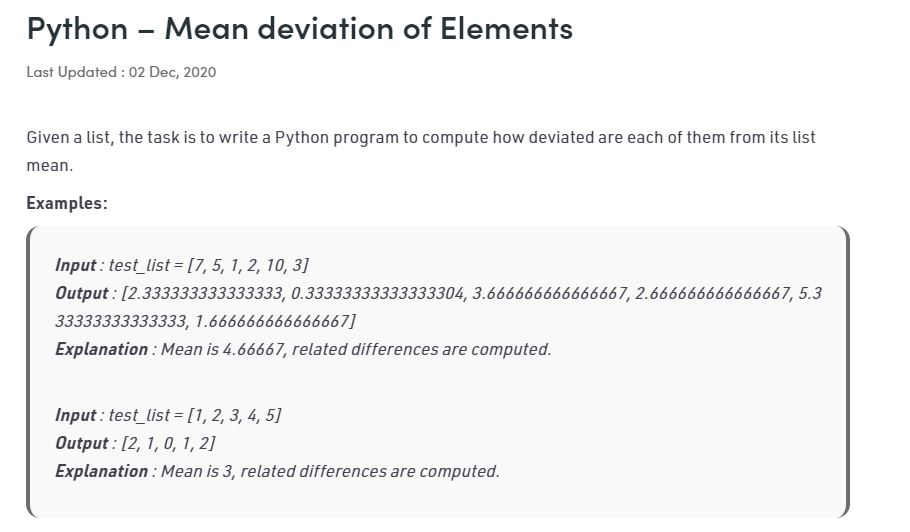 Python – Mean deviation of Elements
Last Updated : 02 Dec, 2020
Given a list, the task is to write a Python program to compute how deviated are each of them from its list
mean.
Examples:
Input : test_list = [7, 5, 1, 2, 10, 3]
Output : [2.333333333333333, 0.33333333333333304, 3.666666666666667, 2.666666666666667, 5.3
33333333333333, 1.666666666666667]
Explanation : Mean is 4.66667, related differences are computed.
Input : test_list = [1, 2, 3, 4, 5]
Output : [2, 1, 0, 1, 2]
Explanation : Mean is 3, related differences are computed.